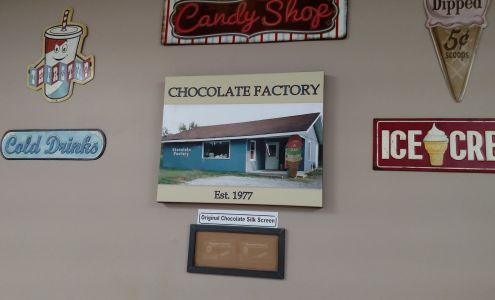 Candy Shop
Dipped
5¢
SCOOPS
CHOCOLATE FACTORY
Cold Drinks
ICE CRE
Chocolate
Factory
Est. 1977
Original Chocolate Silk Screen